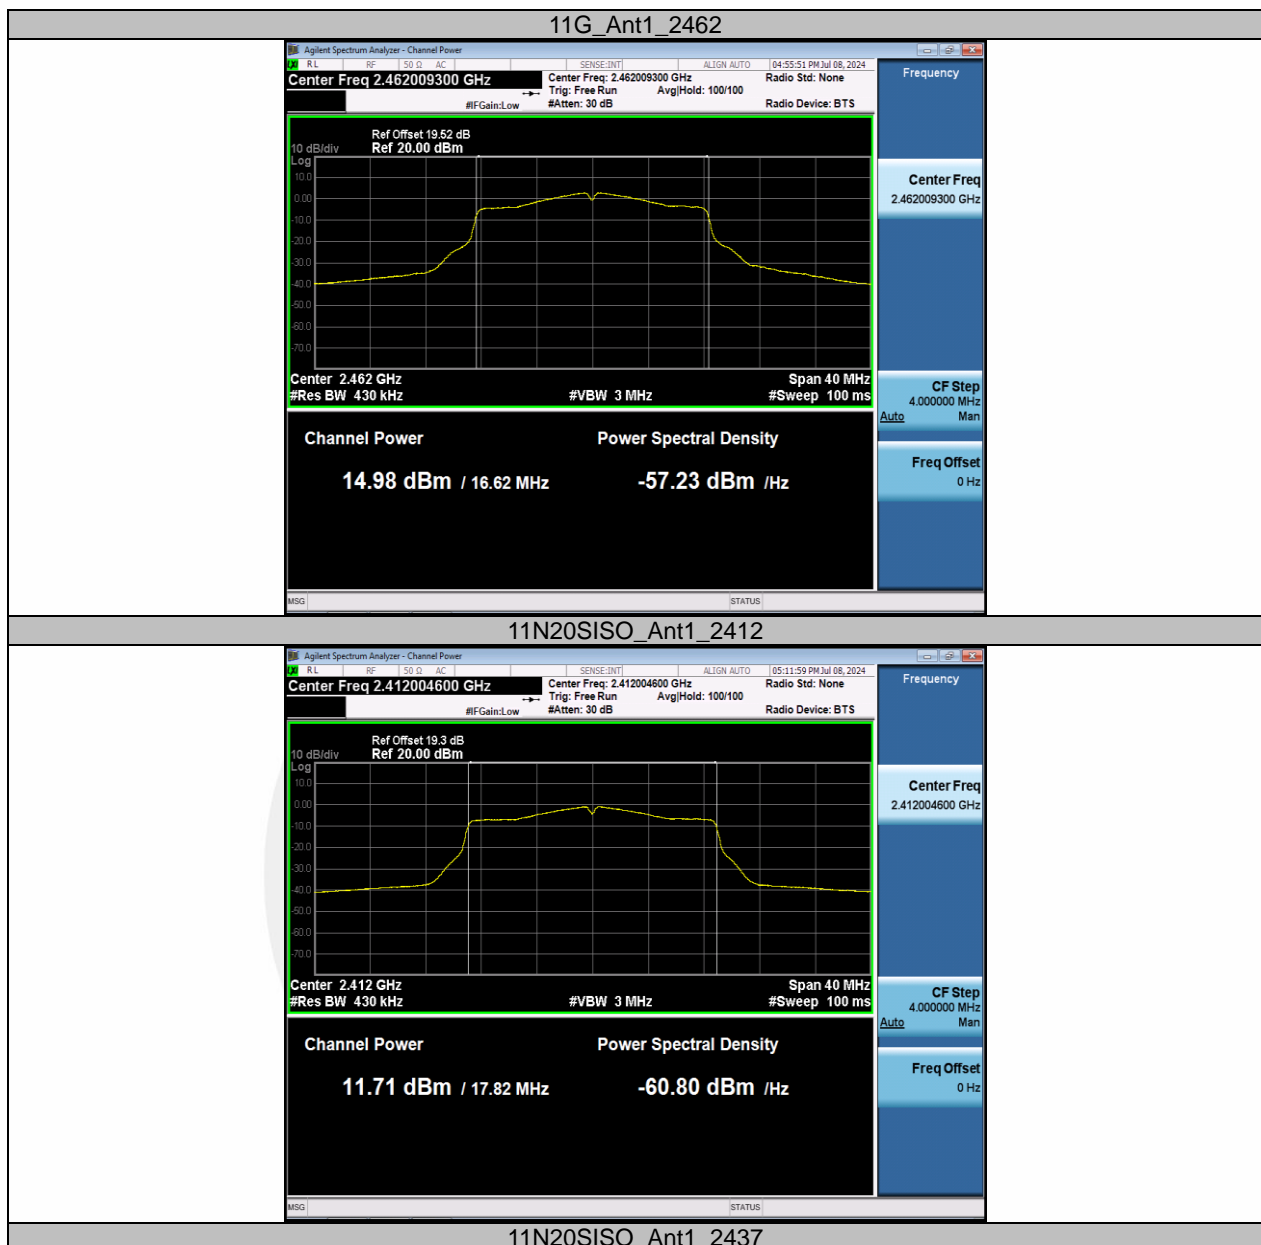 11G_Ant1_2462
Agilent Spectrum Analyzer - Channel Power
LXI RL RF 50 Ω AC SENSE:INT ALIGN AUTO 04:55:51 PM Jul 08, 2024
Center Freq 2.462009300 GHz
Center Freq: 2.462009300 GHz
Radio Std: None
Trig: Free Run Avg|Hold: 100/100
#IFGain:Low #Atten: 30 dB Radio Device: BTS
Ref Offset 19.52 dB
10 dB/div Ref 20.00 dBm
Log
10.0
0.00
-10.0
-20.0
-30.0
-40.0
-50.0
-60.0
-70.0
Center 2.462 GHz Span 40 MHz
#Res BW 430 kHz #VBW 3 MHz #Sweep 100 ms
Channel Power Power Spectral Density
14.98 dBm / 16.62 MHz -57.23 dBm /Hz
MSG STATUS
Frequency
Center Freq
2.462009300 GHz
CF Step
4.000000 MHz
Auto Man
Freq Offset
0 Hz
11N20SISO_Ant1_2412
Agilent Spectrum Analyzer - Channel Power
LXI RL RF 50 Ω AC SENSE:INT ALIGN AUTO 05:11:59 PM Jul 08, 2024
Center Freq 2.412004600 GHz
Center Freq: 2.412004600 GHz
Radio Std: None
Trig: Free Run Avg|Hold: 100/100
#IFGain:Low #Atten: 30 dB Radio Device: BTS
Ref Offset 19.3 dB
10 dB/div Ref 20.00 dBm
Log
10.0
0.00
-10.0
-20.0
-30.0
-40.0
-50.0
-60.0
-70.0
Center 2.412 GHz Span 40 MHz
#Res BW 430 kHz #VBW 3 MHz #Sweep 100 ms
Channel Power Power Spectral Density
11.71 dBm / 17.82 MHz -60.80 dBm /Hz
MSG STATUS
Frequency
Center Freq
2.412004600 GHz
CF Step
4.000000 MHz
Auto Man
Freq Offset
0 Hz
11N20SISO_Ant1_2437